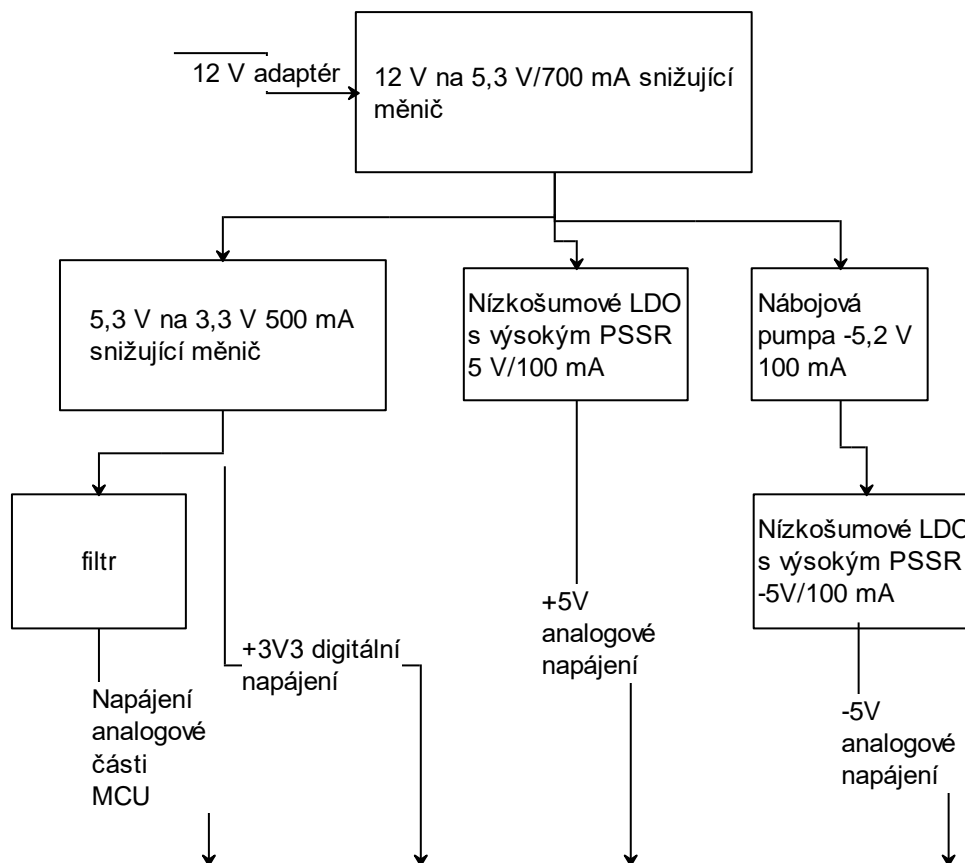 12 V adaptér
12 V na 5,3 V/700 mA snižující
měnič
5,3 V na 3,3 V 500 mA
snižující měnič
Nízkošumové LDO
s výsokým PSSR
5 V/100 mA
Nábojová
pumpa -5,2 V
100 mA
filtr
Nízkošumové LDO
s výsokým PSSR
-5V/100 mA
+5V
analogové
napájení
+3V3 digitální
napájení
Napájení
analogové
části
MCU
-5V
analogové
napájení